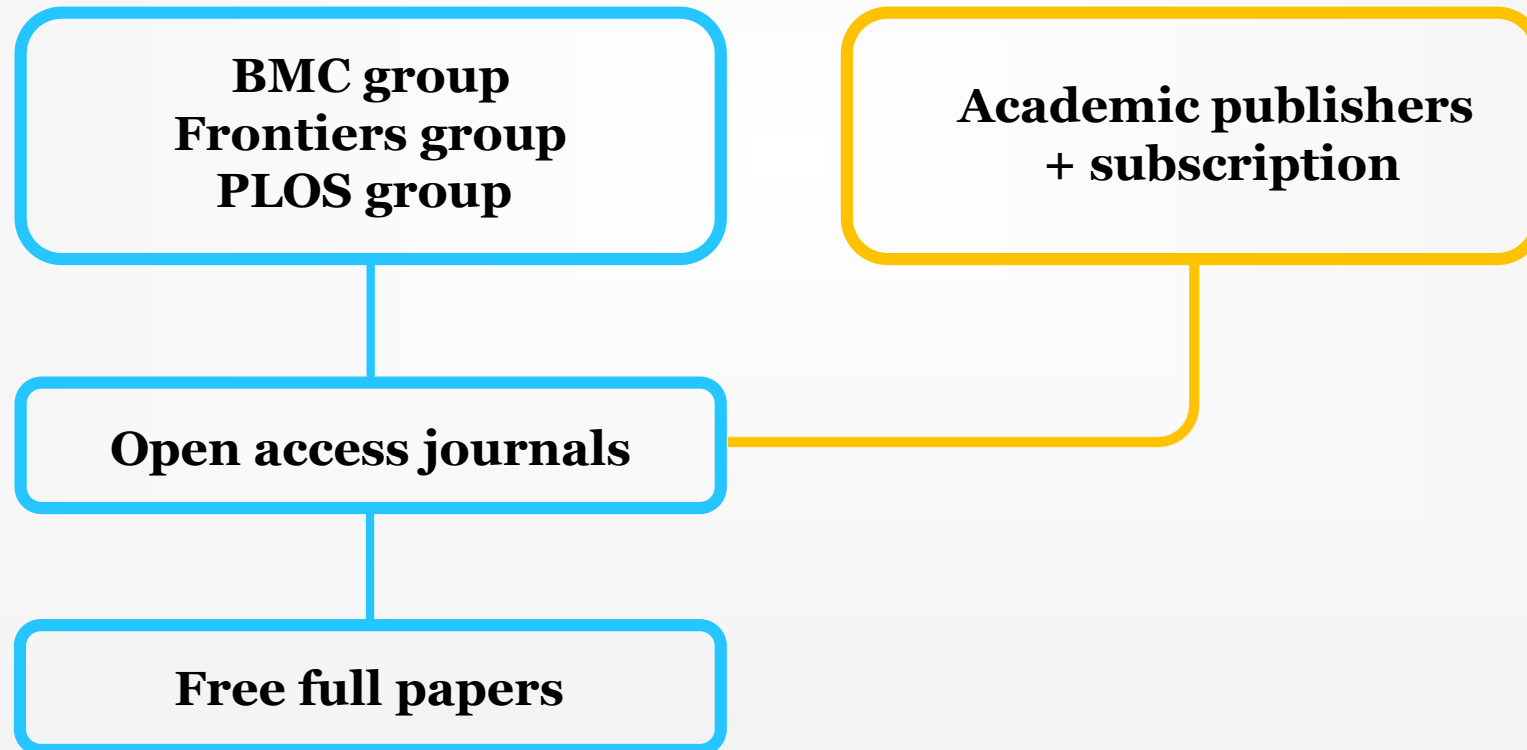 BMC group
Frontiers group
PLOS group
Academic publishers
+ subscription
Open access journals
Free full papers